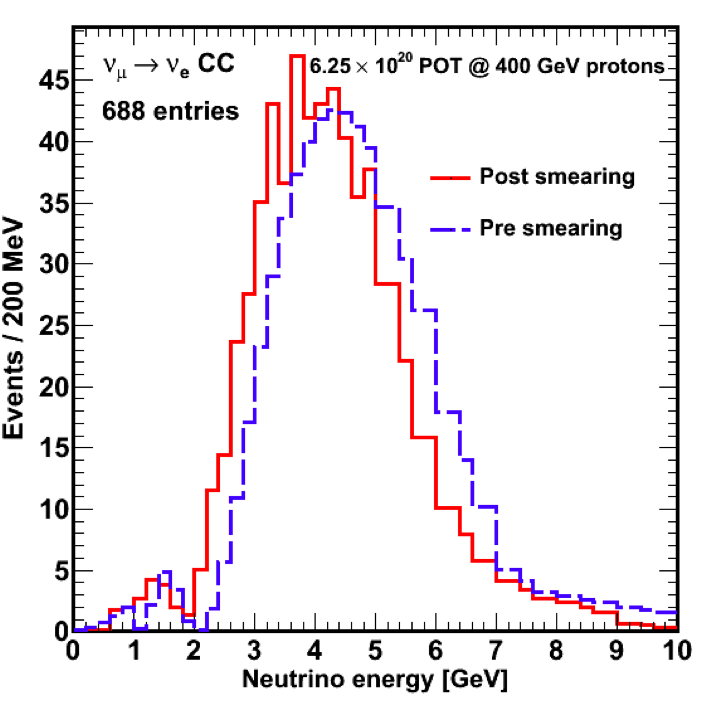 ν_μ → ν_e CC
6.25 × 10^20 POT @ 400 GeV protons
688 entries
Post smearing
Pre smearing
Events / 200 MeV
45
40
35
30
25
20
15
10
5
0
0 1 2 3 4 5 6 7 8 9 10
Neutrino energy [GeV]